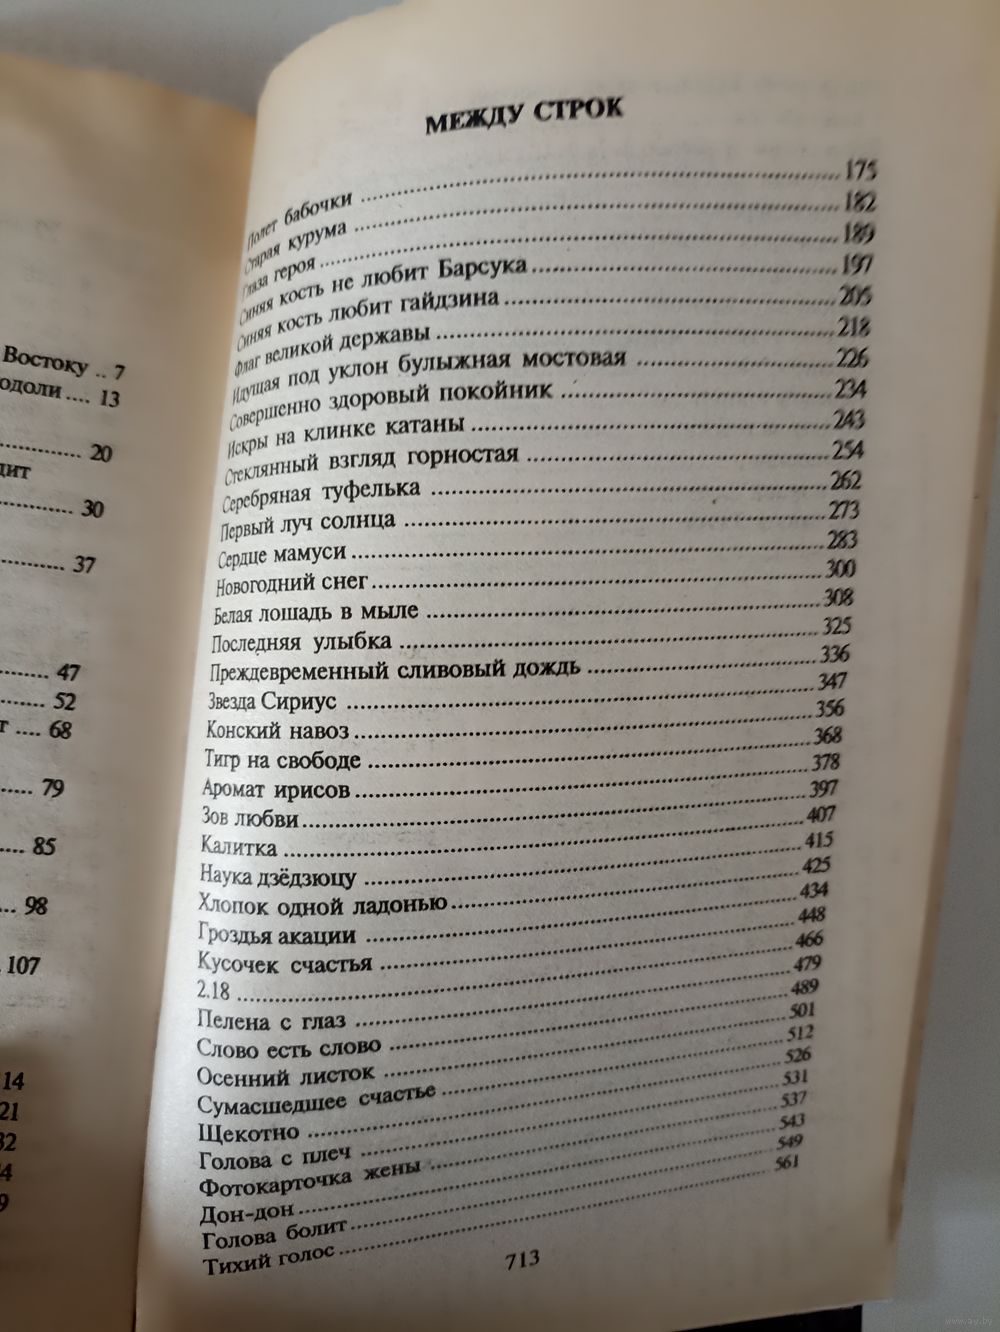 Востоку .. 7
одоли .... 13
20
дит
30
37
47
52
т .... 68
79
85
98
107
14
21
32
4
9
МЕЖДУ СТРОК
Полет бабочки ........ 175
Старая курума ........ 182
Глаза героя ........ 189
Синяя кость не любит Барсука ........ 197
Синяя кость любит гайдзина ........ 205
Флаг великой державы ........ 218
Идущая под уклон булыжная мостовая ........ 226
Совершенно здоровый покойник ........ 234
Искры на клинке катаны ........ 243
Стеклянный взгляд горностая ........ 254
Серебряная туфелька ........ 262
Первый луч солнца ........ 273
Сердце мамуси ........ 283
Новогодний снег ........ 300
Белая лошадь в мыле ........ 308
Последняя улыбка ........ 325
Преждевременный сливовый дождь ........ 336
Звезда Сириус ........ 347
Конский навоз ........ 356
Тигр на свободе ........ 368
Аромат ирисов ........ 378
Зов любви ........ 397
Калитка ........ 407
Наука дзёдзюцу ........ 415
Хлопок одной ладонью ........ 425
Гроздья акации ........ 434
Кусочек счастья ........ 448
2.18 ........ 466
Пелена с глаз ........ 479
Слово есть слово ........ 489
Осенний листок ........ 501
Сумасшедшее счастье ........ 512
Щекотно ........ 526
Голова с плеч ........ 531
Фотокарточка жены ........ 537
Дон-дон ........ 543
Голова болит ........ 549
Тихий голос ........ 561
713
www.ay.by